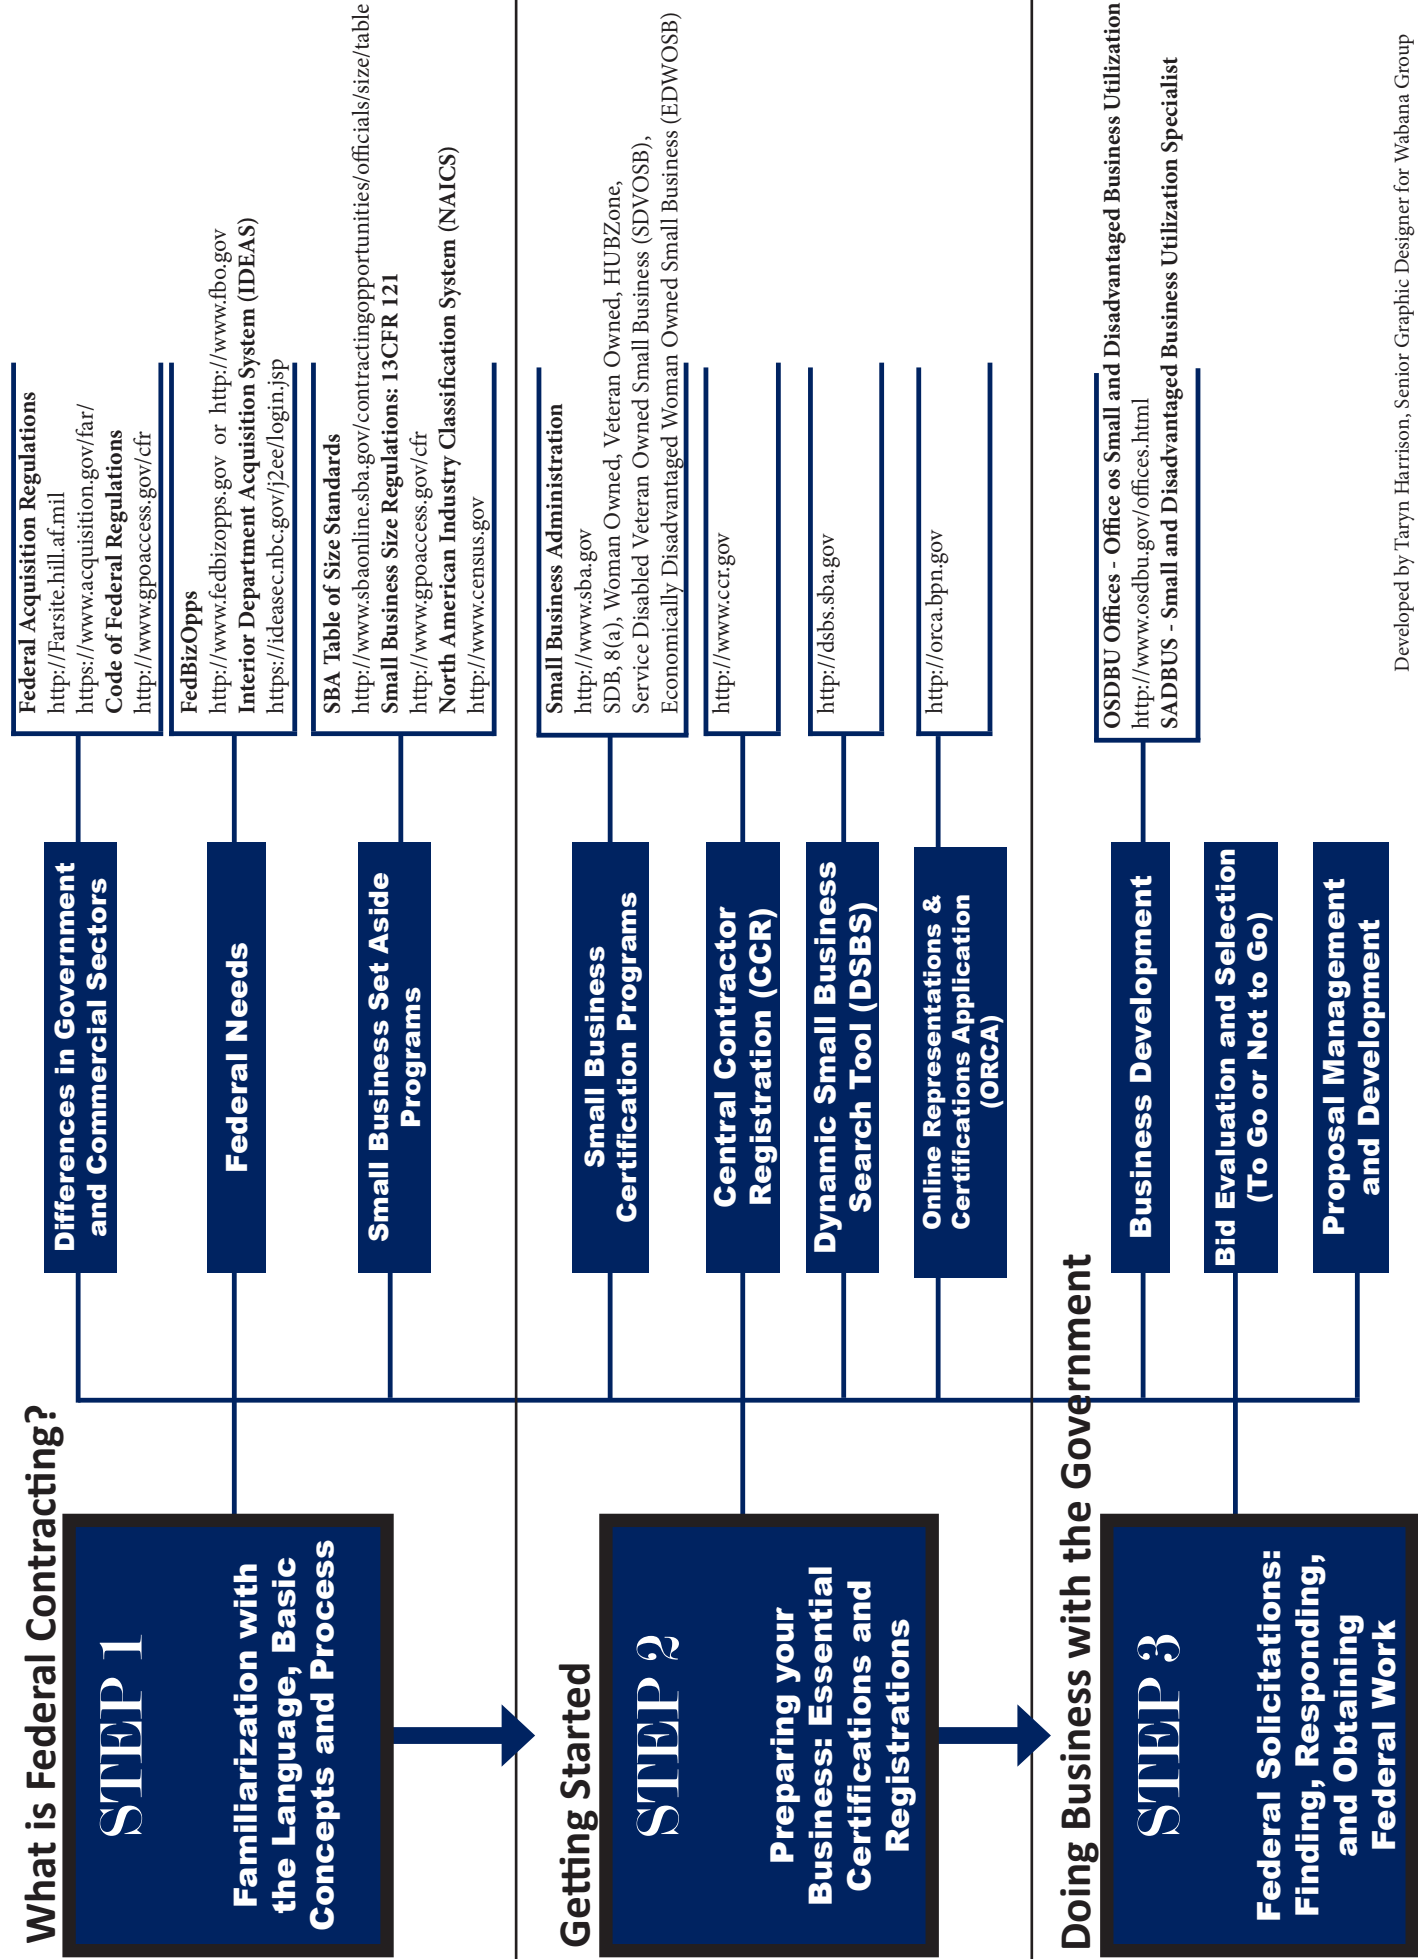 What is Federal Contracting?
STEP 1
Familiarization with
the Language, Basic
Concepts and Process
Differences in Government
and Commercial Sectors
Federal Acquisition Regulations
http://Farsite.hill.af.mil
https://www.acquisition.gov/far/
Code of Federal Regulations
http://www.gpoaccess.gov/cfr
Federal Needs
FedBizOpps
http://www.fedbizopps.gov or http://www.fbo.gov
Interior Department Acquisition System (IDEAS)
https://ideasec.nbc.gov/j2ee/login.jsp
Small Business Set Aside
Programs
SBA Table of Size Standards
http://www.sbaonline.sba.gov/contractingopportunities/officials/size/table
Small Business Size Regulations: 13CFR 121
http://www.gpoaccess.gov/cfr
North American Industry Classification System (NAICS)
http://www.census.gov
Getting Started
STEP 2
Preparing your
Business: Essential
Certifications and
Registrations
Small Business
Certification Programs
Small Business Administration
http://www.sba.gov
SDB, 8(a), Woman Owned, Veteran Owned, HUBZone,
Service Disabled Veteran Owned Small Business (SDVOSB),
Economically Disadvantaged Woman Owned Small Business (EDWOSB)
Central Contractor
Registration (CCR)
http://www.ccr.gov
Dynamic Small Business
Search Tool (DSBS)
http://dsbs.sba.gov
Online Representations &
Certifications Application
(ORCA)
http://orca.bpn.gov
Doing Business with the Government
STEP 3
Federal Solicitations:
Finding, Responding,
and Obtaining
Federal Work
Business Development
OSDBU Offices - Office os Small and Disadvantaged Business Utilization
http://www.osdbu.gov/offices.html
SADBUS - Small and Disadvantaged Business Utilization Specialist
Bid Evaluation and Selection
(To Go or Not to Go)
Proposal Management
and Development
Developed by Taryn Harrison, Senior Graphic Designer for Wabana Group